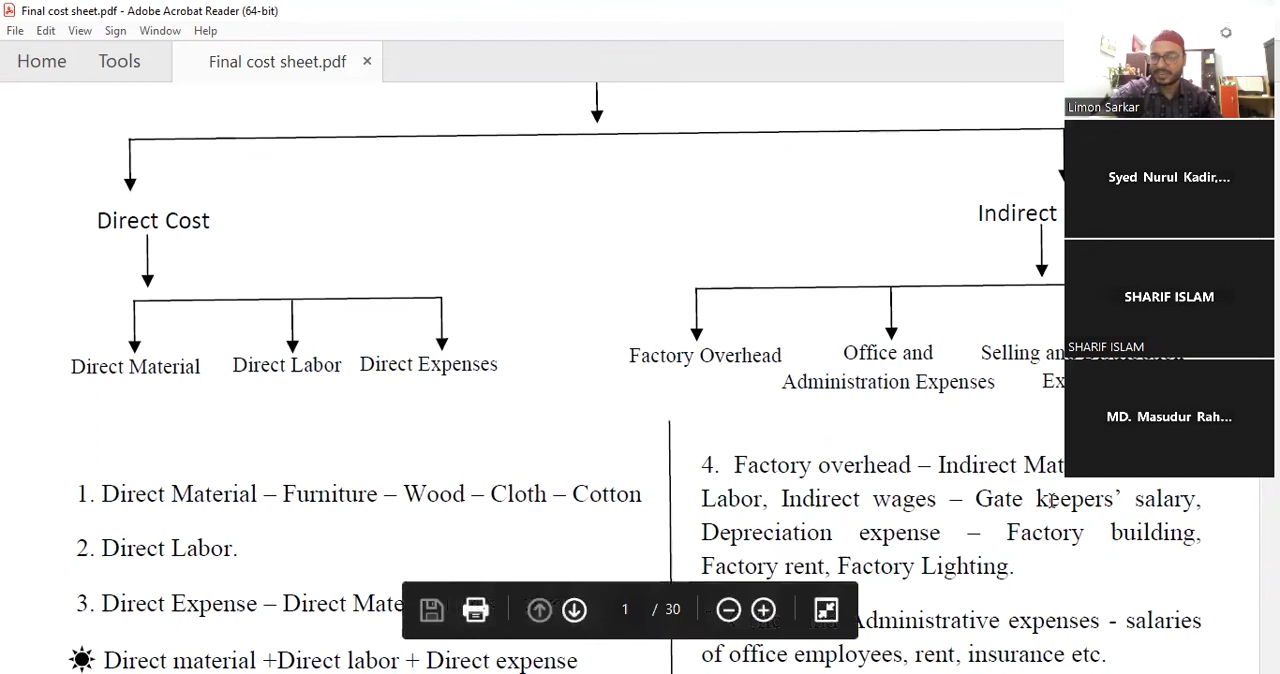 Final cost sheet.pdf - Adobe Acrobat Reader (64-bit)
File Edit View Sign Window Help
Home Tools Final cost sheet.pdf ×
Limon Sarkar
Syed Nurul Kadir,...
SHARIF ISLAM
SHARIF ISLAM
MD. Masudur Rah...
Direct Cost
Indirect
Direct Material Direct Labor Direct Expenses
Factory Overhead Office and Administration Expenses Selling an
Ex
1. Direct Material – Furniture – Wood – Cloth – Cotton
2. Direct Labor.
3. Direct Expense – Direct Mate
Direct material +Direct labor + Direct expense
4. Factory overhead – Indirect Mat
Labor, Indirect wages – Gate keepers' salary,
Depreciation expense – Factory building,
Factory rent, Factory Lighting.
Administrative expenses - salaries
of office employees, rent, insurance etc.
1 / 30